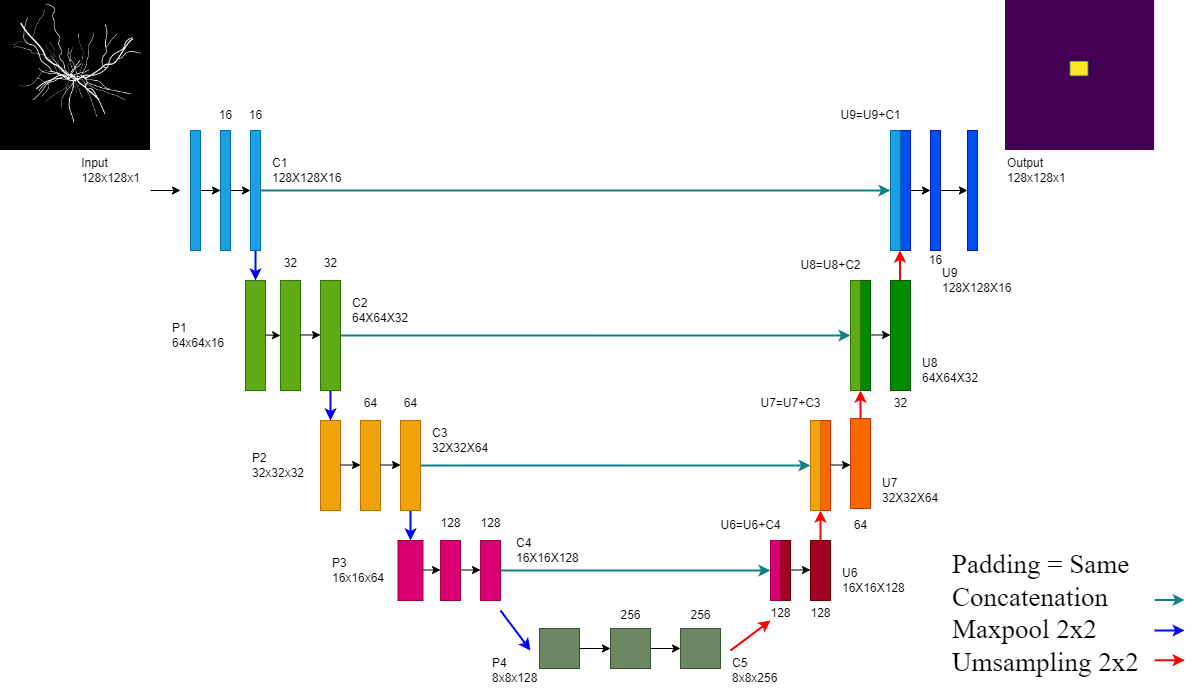 16 16
U9=U9+C1
Input
128x128x1
C1
128X128X16
Output
128x128x1
32 32
U8=U8+C2
16
U9
128X128X16
C2
64X64X32
P1
64x64x16
U8
64X64X32
64 64
U7=U7+C3
32
C3
32X32X64
P2
32x32x32
U7
32X32X64
128 128
U6=U6+C4
64
C4
16X16X128
P3
16x16x64
U6
16X16X128
256 256
128 128
P4
8x8x128
C5
8x8x256
Padding = Same
Concatenation
Maxpool 2x2
Umsampling 2x2